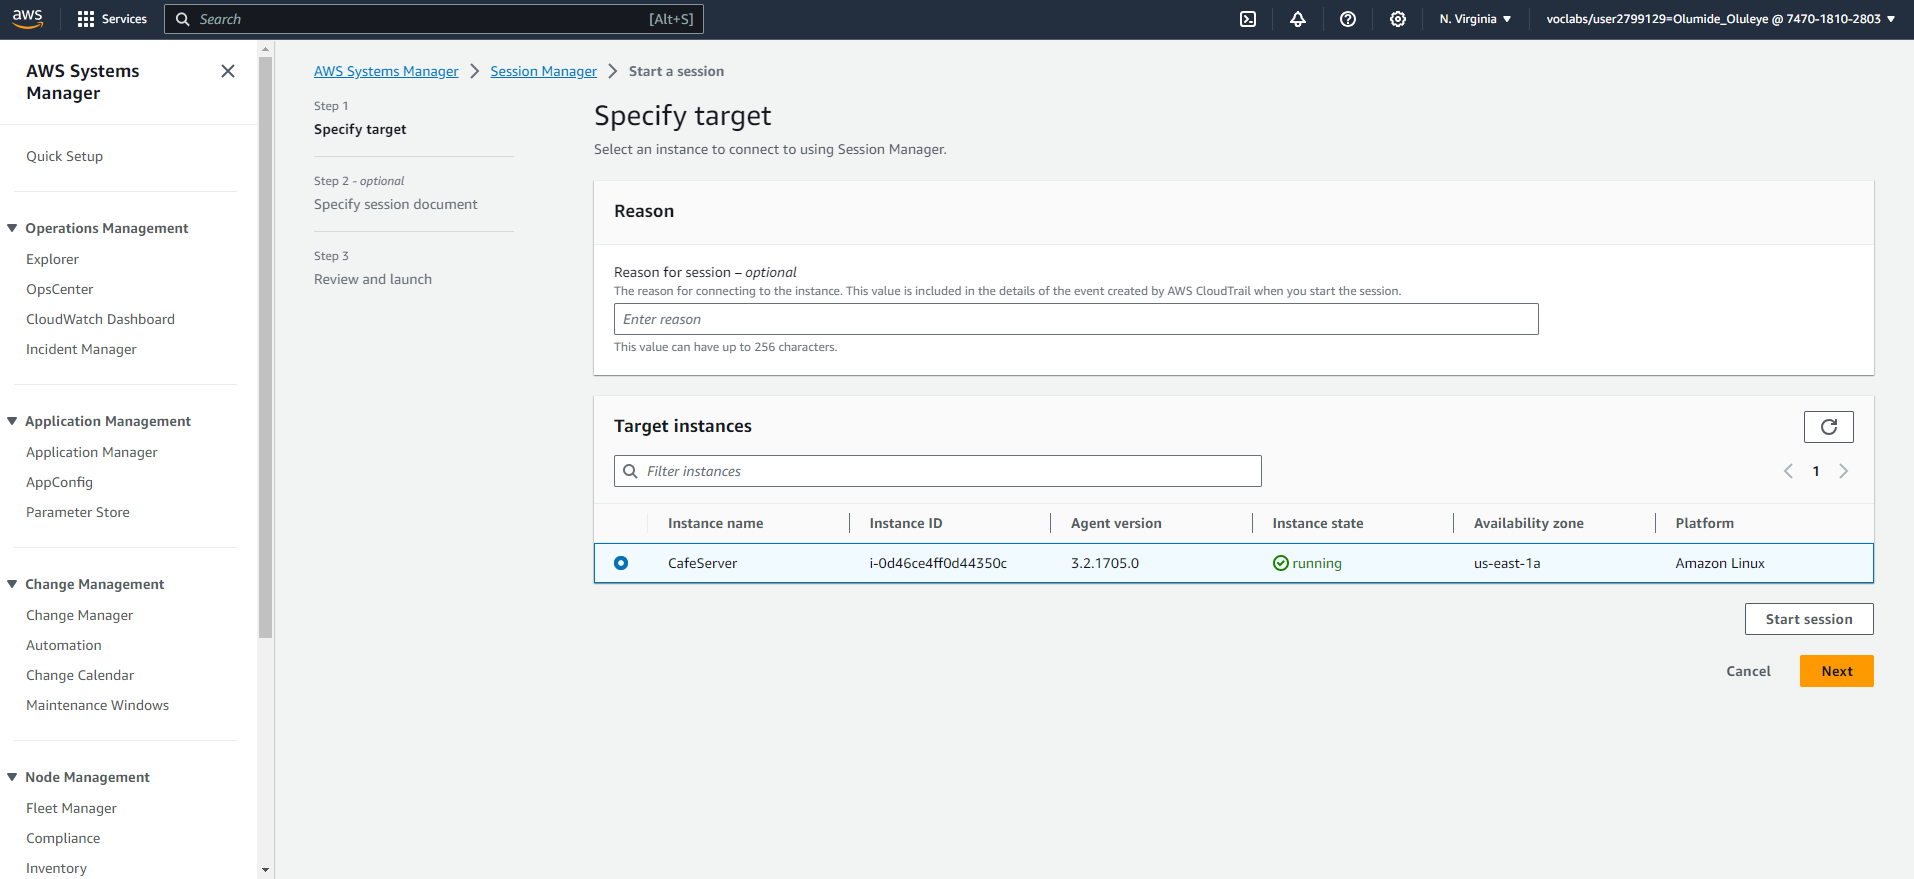 aws
Services
Search
[Alt+S]
N. Virginia
voclabs/user2799129=Olumide_Oluleye @ 7470-1810-2803
AWS Systems
Manager
Quick Setup
Operations Management
Explorer
OpsCenter
CloudWatch Dashboard
Incident Manager
Application Management
Application Manager
AppConfig
Parameter Store
Change Management
Change Manager
Automation
Change Calendar
Maintenance Windows
Node Management
Fleet Manager
Compliance
Inventory
AWS Systems Manager
Session Manager
Start a session
Step 1
Specify target
Step 2 - optional
Specify session document
Step 3
Review and launch
Specify target
Select an instance to connect to using Session Manager.
Reason
Reason for session – optional
The reason for connecting to the instance. This value is included in the details of the event created by AWS CloudTrail when you start the session.
Enter reason
This value can have up to 256 characters.
Target instances
Filter instances
1
Instance name Instance ID Agent version Instance state Availability zone Platform
CafeServer i-0d46ce4ff0d44350c 3.2.1705.0 running us-east-1a Amazon Linux
Start session
Cancel
Next